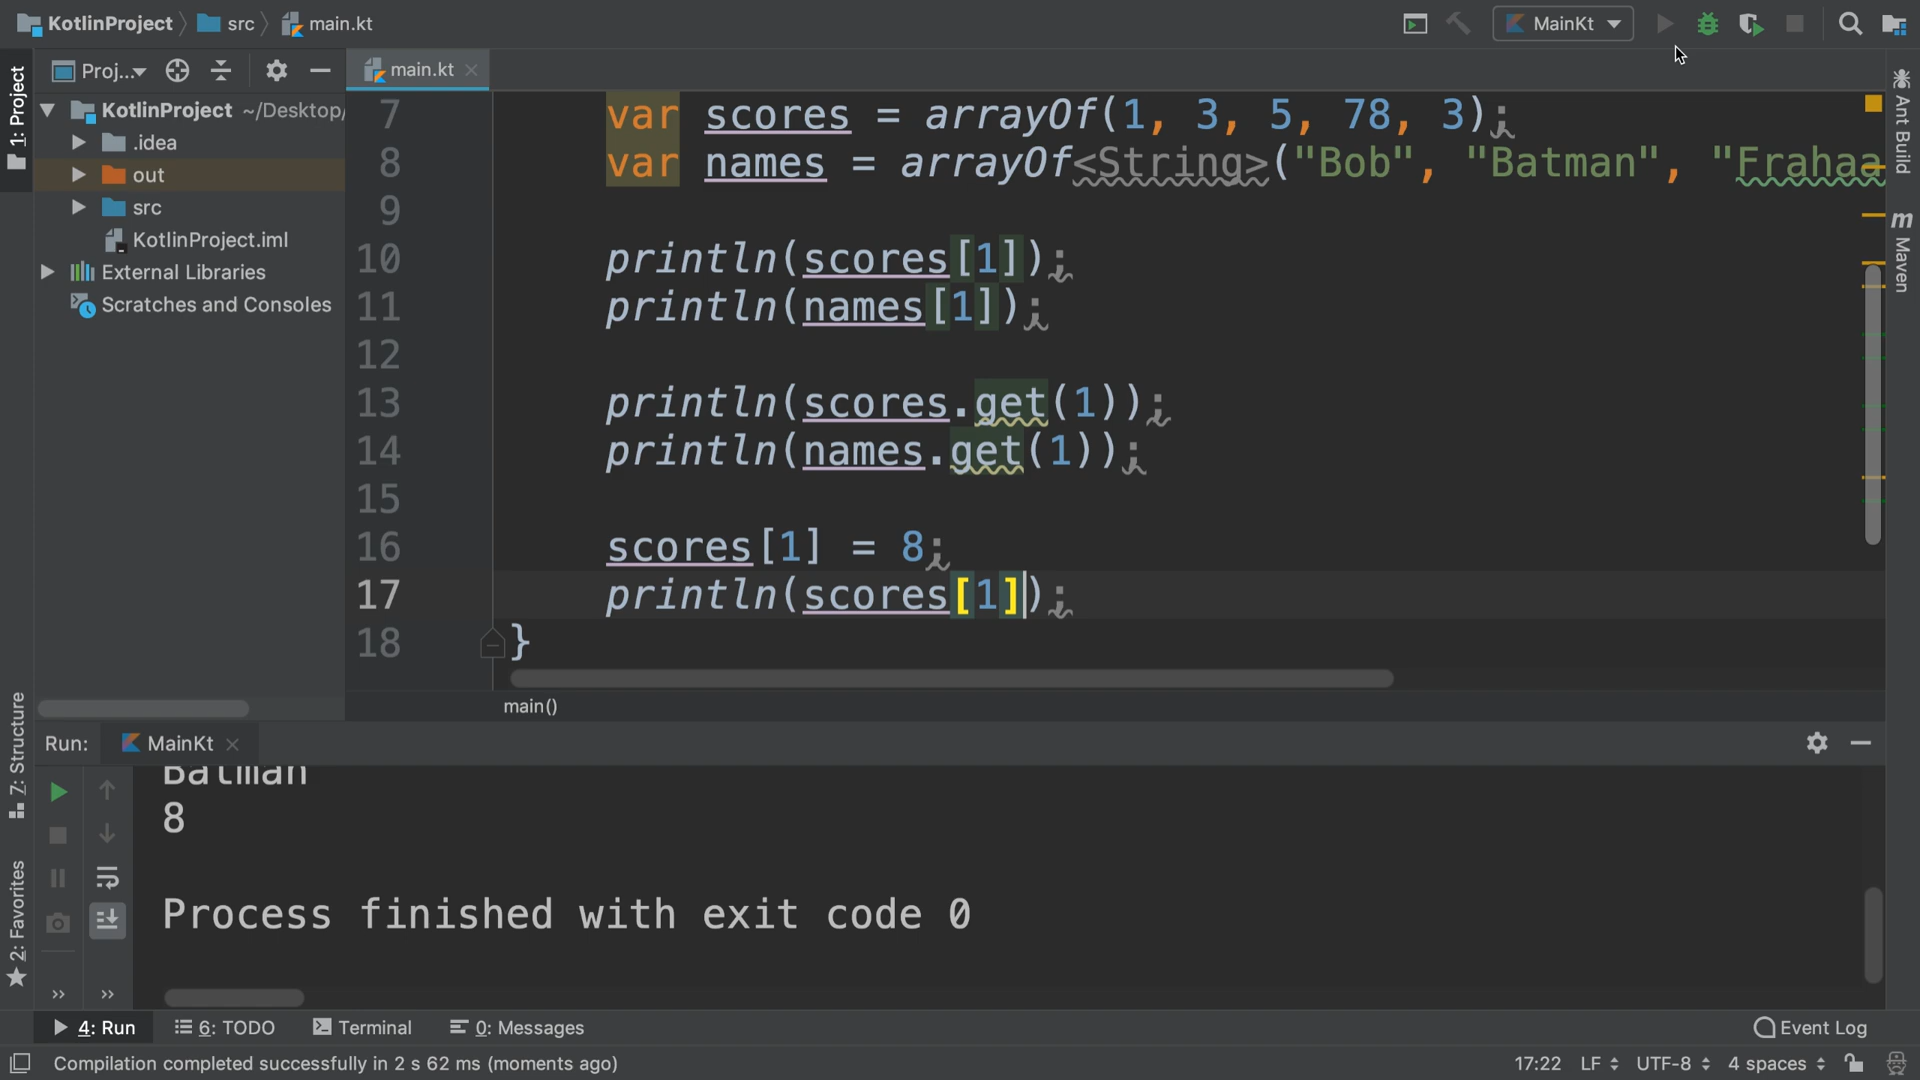 KotlinProject src main.kt
MainKt
1: Project
Proj...
main.kt
KotlinProject ~/Desktop/
.idea
out
src
KotlinProject.iml
External Libraries
Scratches and Consoles
7 var scores = arrayOf(1, 3, 5, 78, 3);
8 var names = arrayOf<String>("Bob", "Batman", "Frahaa
9
10 println(scores[1]);
11 println(names[1]);
12
13 println(scores.get(1));
14 println(names.get(1));
15
16 scores[1] = 8;
17 println(scores[1]);
18 }
main()
Ant Build
m Maven
7: Structure
2: Favorites
Run: MainKt
Batman
8
Process finished with exit code 0
4: Run 6: TODO Terminal 0: Messages Event Log
Compilation completed successfully in 2 s 62 ms (moments ago) 17:22 LF UTF-8 4 spaces